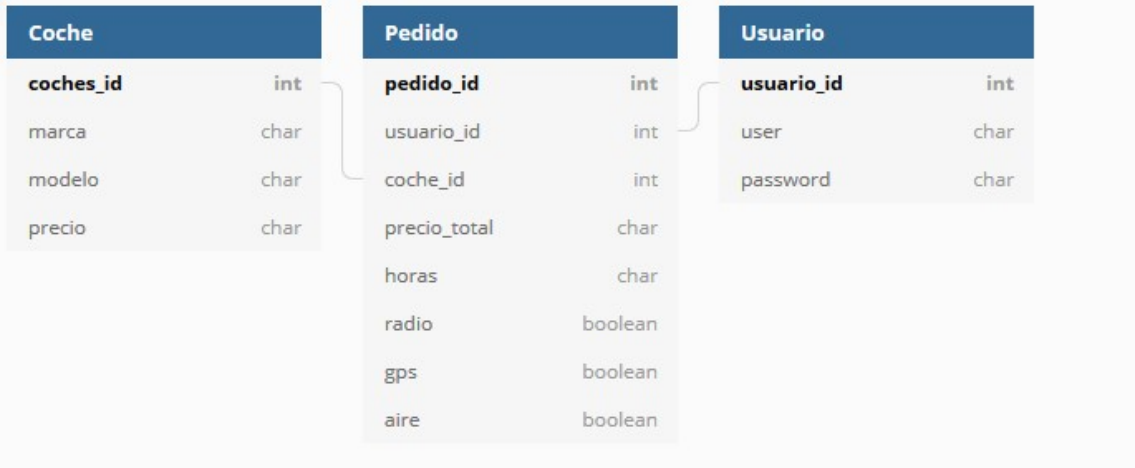 Coche
coches_id int
marca char
modelo char
precio char
Pedido
pedido_id int
usuario_id int
coche_id int
precio_total char
horas char
radio boolean
gps boolean
aire boolean
Usuario
usuario_id int
user char
password char